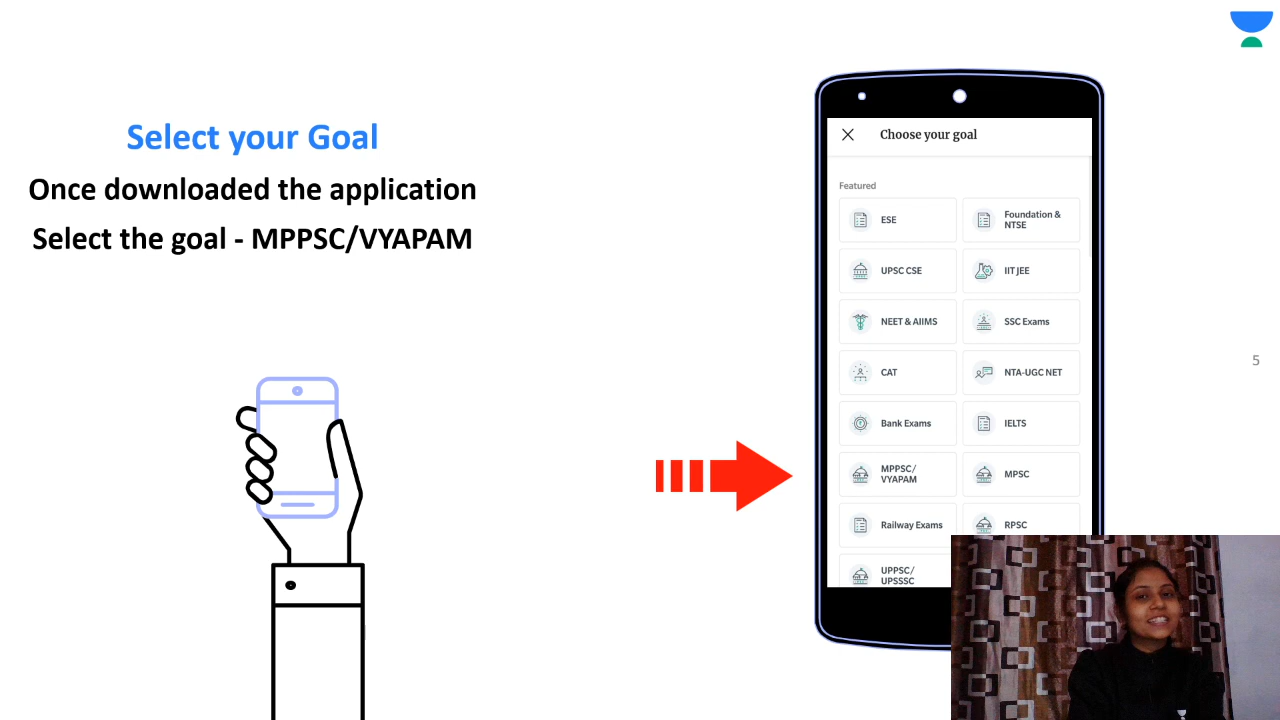 Select your Goal
Once downloaded the application
Select the goal - MPPSC/VYAPAM
Choose your goal
Featured
ESE
Foundation &
NTSE
UPSC CSE
IIT JEE
NEET & AIIMS
SSC Exams
CAT
NTA-UGC NET
Bank Exams
IELTS
MPPSC/
VYAPAM
MPSC
Railway Exams
RPSC
UPPSC/
UPSSSC
5